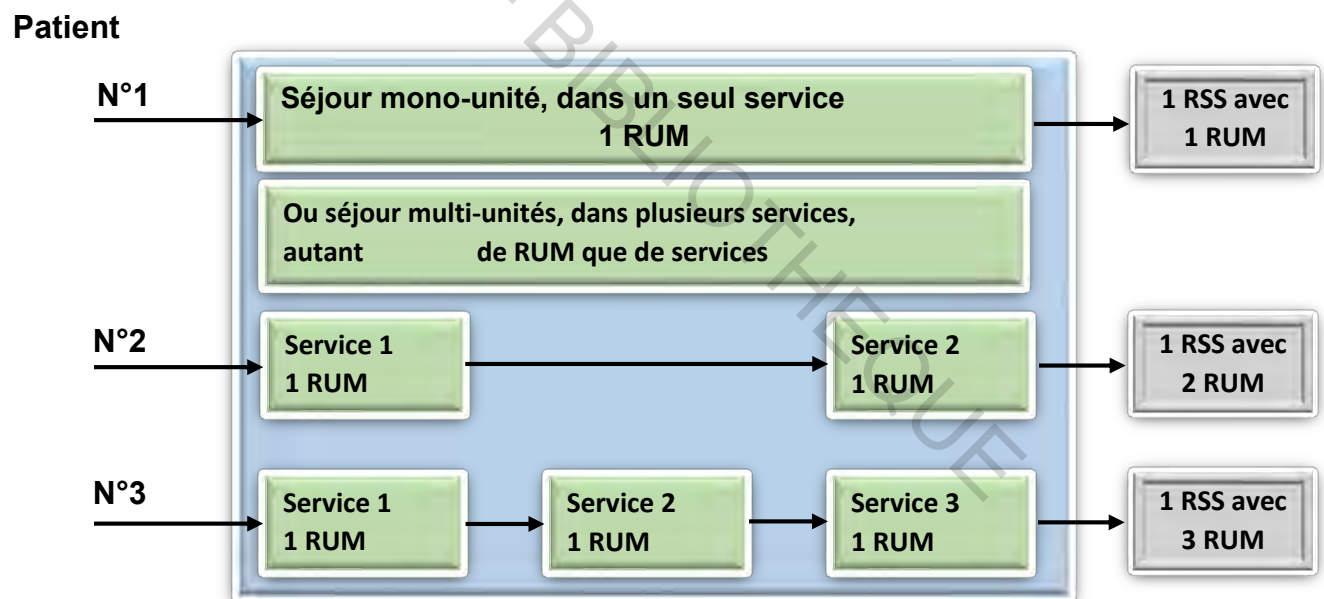 Patient
N°1
Séjour mono-unité, dans un seul service
1 RUM
1 RSS avec
1 RUM
Ou séjour multi-unités, dans plusieurs services,
autant de RUM que de services
N°2
Service 1
1 RUM
Service 2
1 RUM
1 RSS avec
2 RUM
N°3
Service 1
1 RUM
Service 2
1 RUM
Service 3
1 RUM
1 RSS avec
3 RUM
BIBLIOTHEQUE